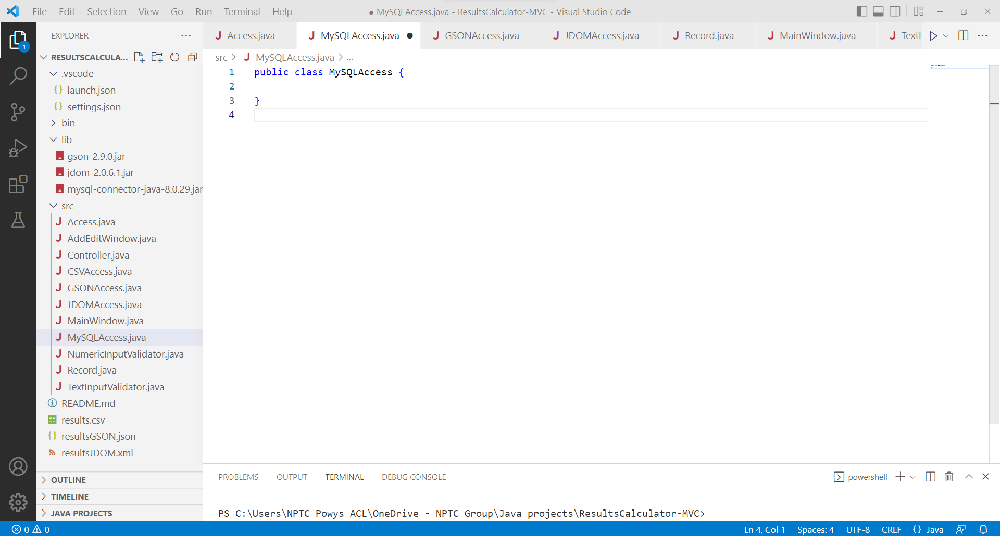 File Edit Selection View Go Run Terminal Help
● MySQLAccess.java - ResultsCalculator-MVC - Visual Studio Code
1
EXPLORER ...
RESULTSCALCULA...
.vscode
{} launch.json
{} settings.json
bin
lib
gson-2.9.0.jar
jdom-2.0.6.1.jar
mysql-connector-java-8.0.29.jar
src
J Access.java
J AddEditWindow.java
J Controller.java
J CSVAccess.java
J GSONAccess.java
J JDOMAccess.java
J MainWindow.java
J MySQLAccess.java
J NumericInputValidator.java
J Record.java
J TextInputValidator.java
README.md
results.csv
{} resultsGSON.json
resultsJDOM.xml
OUTLINE
TIMELINE
JAVA PROJECTS
J Access.java J MySQLAccess.java ● J GSONAccess.java J JDOMAccess.java J Record.java J MainWindow.java J TextI
src > J MySQLAccess.java > ...
1 public class MySQLAccess {
2
3 }
4
PROBLEMS OUTPUT TERMINAL DEBUG CONSOLE
powershell
PS C:\Users\NPTC Powys ACL\OneDrive - NPTC Group\Java projects\ResultsCalculator-MVC>
0 0
Ln 4, Col 1 Spaces: 4 UTF-8 CRLF {} Java